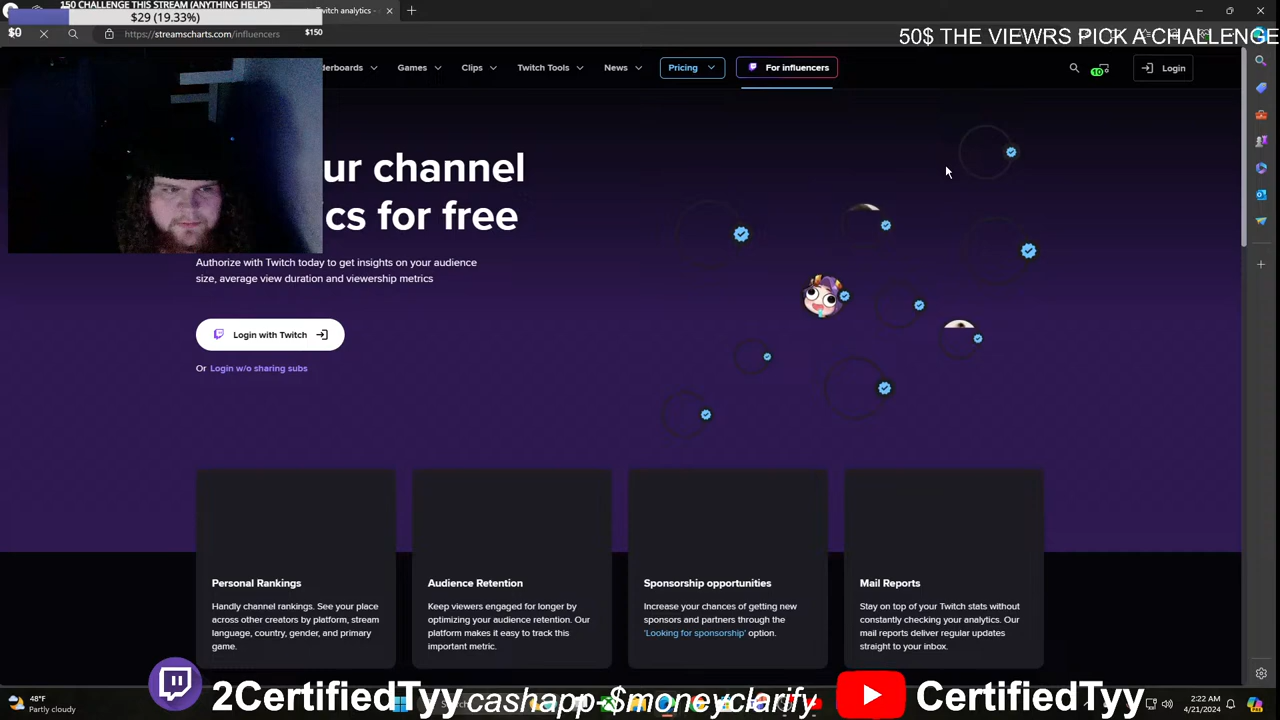 150 CHALLENGE THIS STREAM (ANYTHING HELPS)
$29 (19.33%)
$0
$150
Twitch analytics -
https://streamscharts.com/influencers
50$ THE VIEWRS PICK A CHALLENGE
derboards
Games
Clips
Twitch Tools
News
Pricing
For influencers
10
Login
ur channel
ics for free
Authorize with Twitch today to get insights on your audience
size, average view duration and viewership metrics
Login with Twitch
Or Login w/o sharing subs
Personal Rankings
Handly channel rankings. See your place
across other creators by platform, stream
language, country, gender, and primary
game.
Audience Retention
Keep viewers engaged for longer by
optimizing your audience retention. Our
platform makes it easy to track this
important metric.
Sponsorship opportunities
Increase your chances of getting new
sponsors and partners through the
'Looking for sponsorship' option.
Mail Reports
Stay on top of your Twitch stats without
constantly checking your analytics. Our
mail reports deliver regular updates
straight to your inbox.
48°F
Partly cloudy
2CertifiedTyy
cashapp-$moneyclarify
CertifiedTyy
2:22 AM
4/21/2024